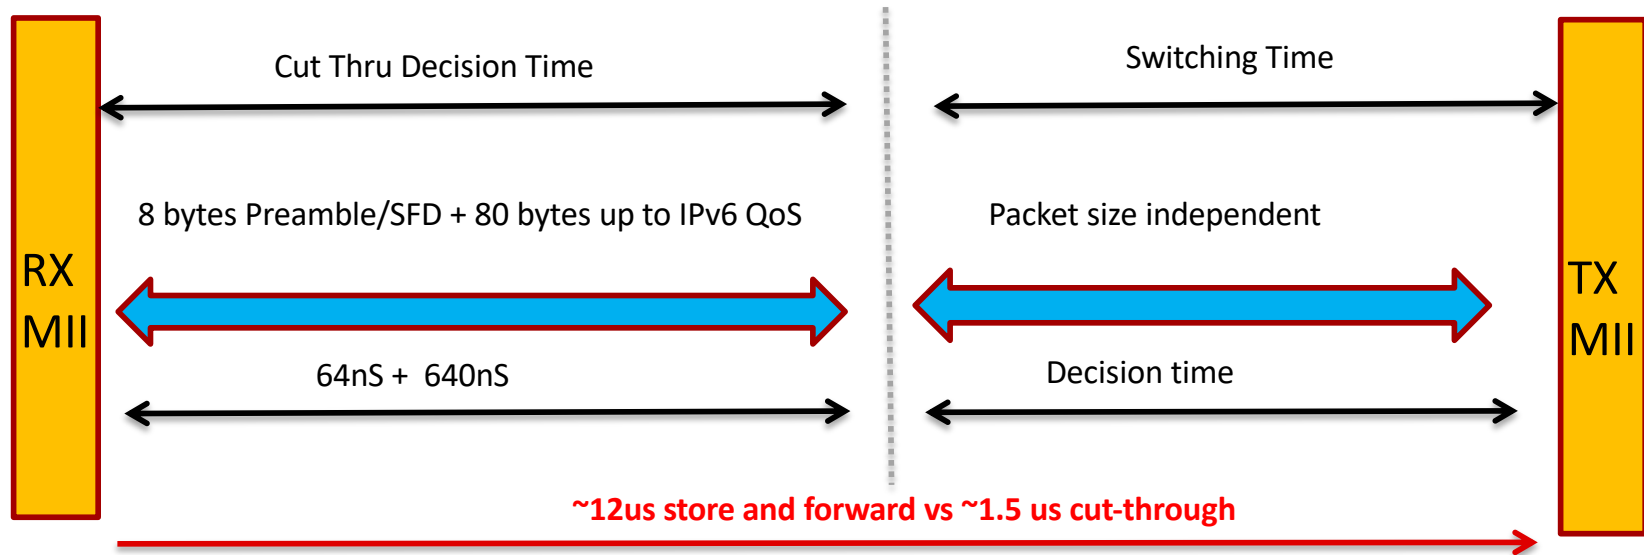 Cut Thru Decision Time
Switching Time
8 bytes Preamble/SFD + 80 bytes up to IPv6 QoS
Packet size independent
RX
MII
TX
MII
64nS +  640nS
Decision time
~12us store and forward vs ~1.5 us cut-through